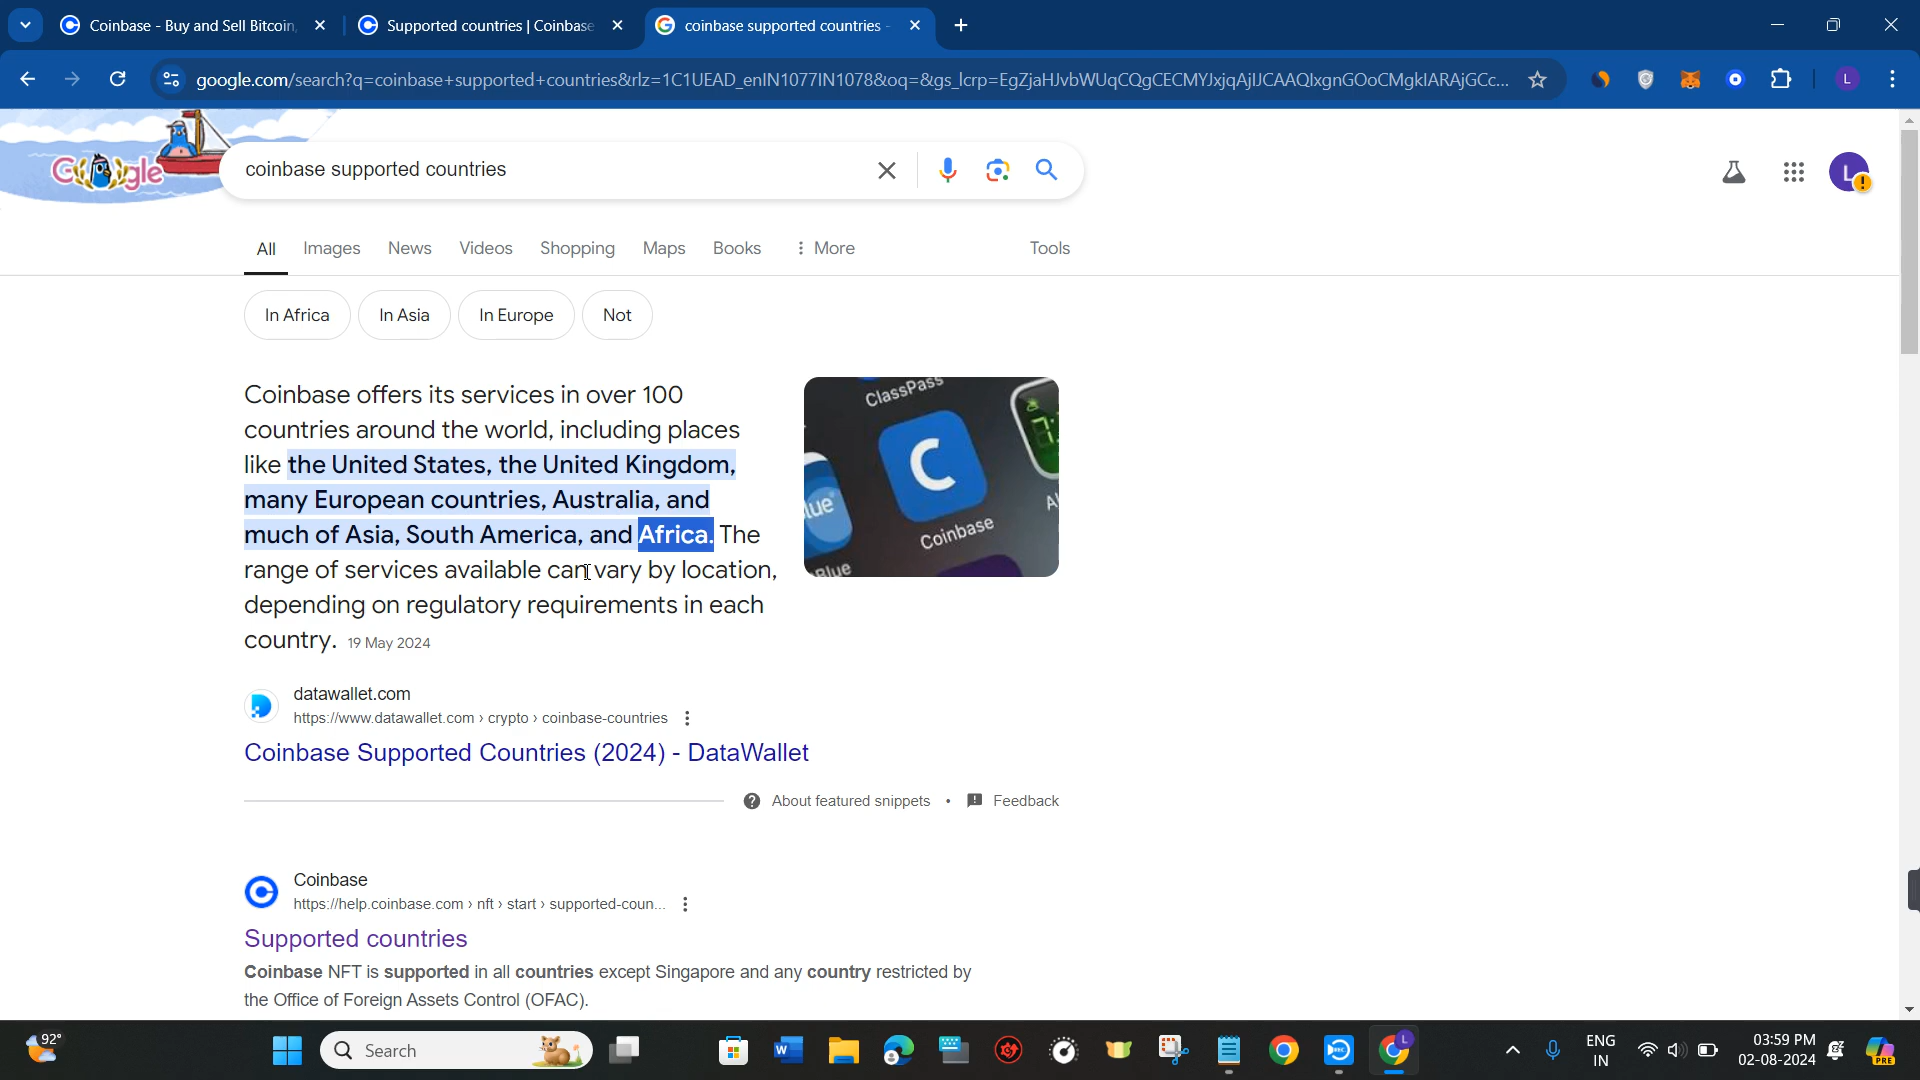 Coinbase - Buy and Sell Bitcoin,
Supported countries | Coinbase
coinbase supported countries -
google.com/search?q=coinbase+supported+countries&rlz=1C1UEAD_enIN1077IN1078&oq=&gs_lcrp=EgZjaHJvbWUqCQgCECMYJxjqAjIJCAAQIxgnGOoCMgkIARAjGCc...
L
Google
coinbase supported countries
L
All Images News Videos Shopping Maps Books More Tools
In Africa In Asia In Europe Not
Coinbase offers its services in over 100
countries around the world, including places
like the United States, the United Kingdom,
many European countries, Australia, and
much of Asia, South America, and Africa. The
range of services available can vary by location,
depending on regulatory requirements in each
country. 19 May 2024
ClassPass
Coinbase
Blue
datawallet.com
https://www.datawallet.com › crypto › coinbase-countries
Coinbase Supported Countries (2024) - DataWallet
About featured snippets • Feedback
Coinbase
https://help.coinbase.com › nft › start › supported-coun...
Supported countries
Coinbase NFT is supported in all countries except Singapore and any country restricted by
the Office of Foreign Assets Control (OFAC).
92°
Search
ENG
IN
03:59 PM
02-08-2024
PRE